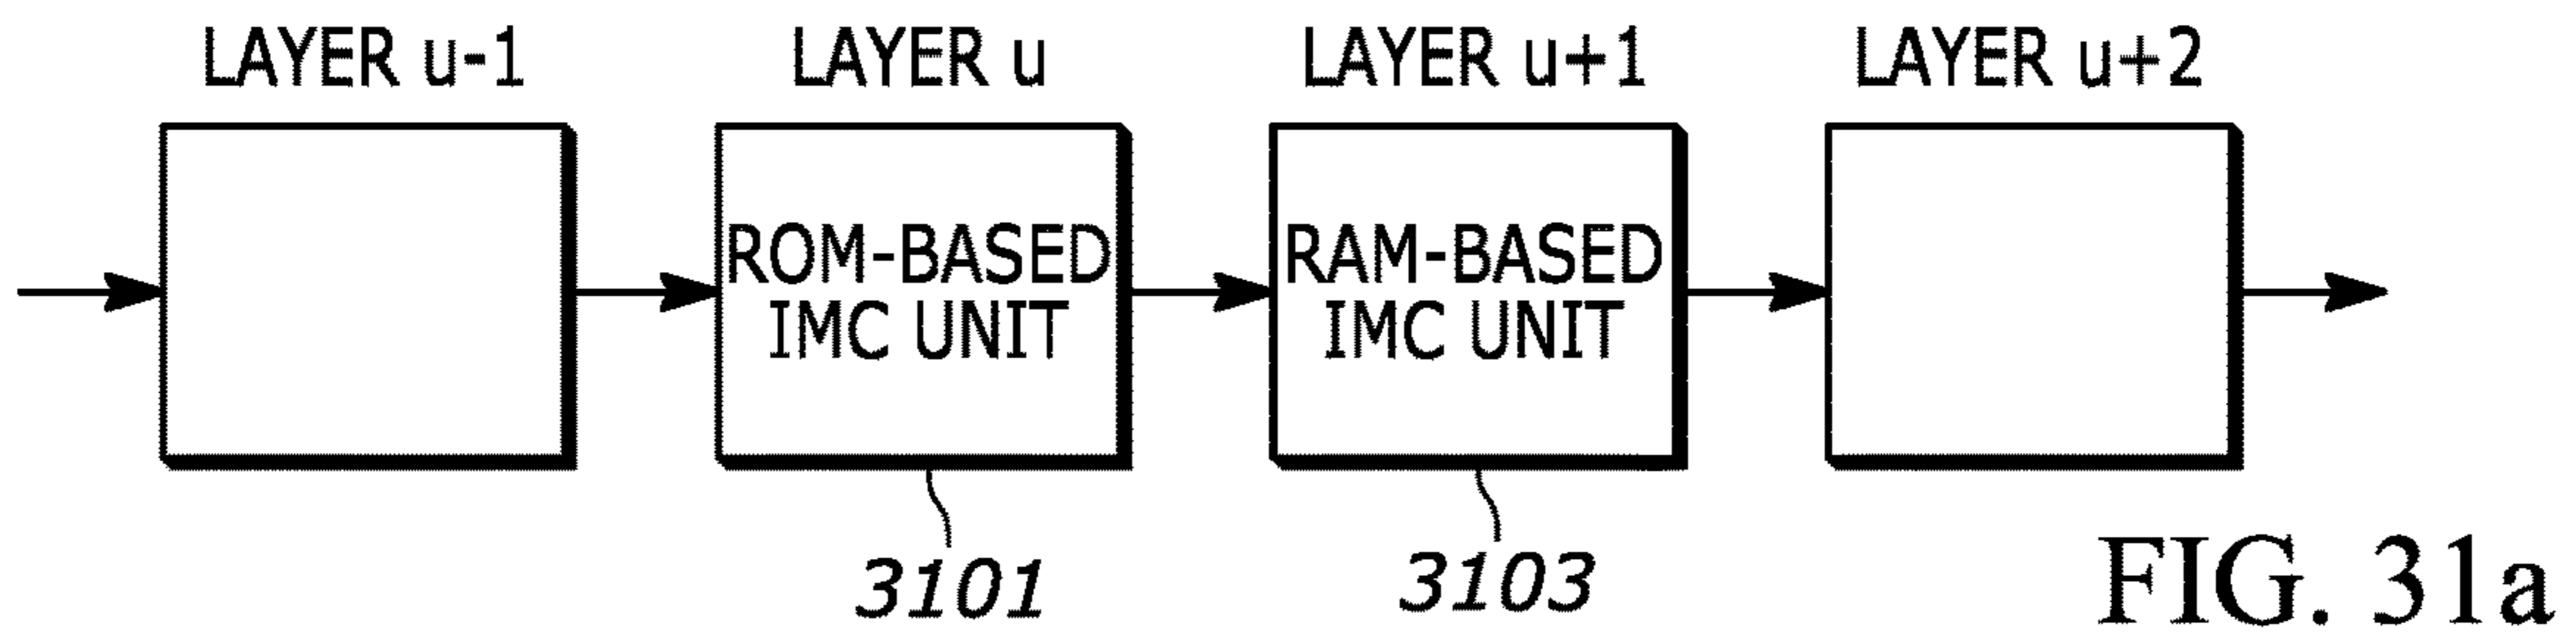 LAYER u-1
LAYER u
LAYER u+1
LAYER u+2
ROM-BASED
IMC UNIT
RAM-BASED
IMC UNIT
3101
3103
FIG. 31a